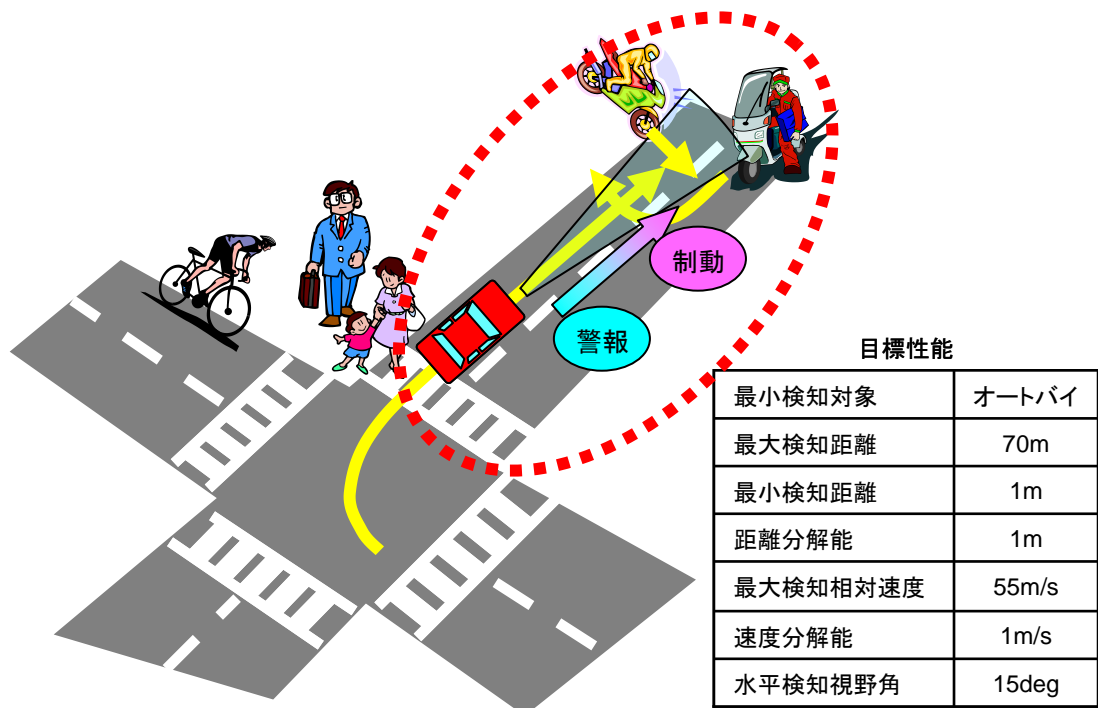 制動
警報
目標性能
最小検知対象 オートバイ
最大検知距離 70m
最小検知距離 1m
距離分解能 1m
最大検知相対速度 55m/s
速度分解能 1m/s
水平検知視野角 15deg